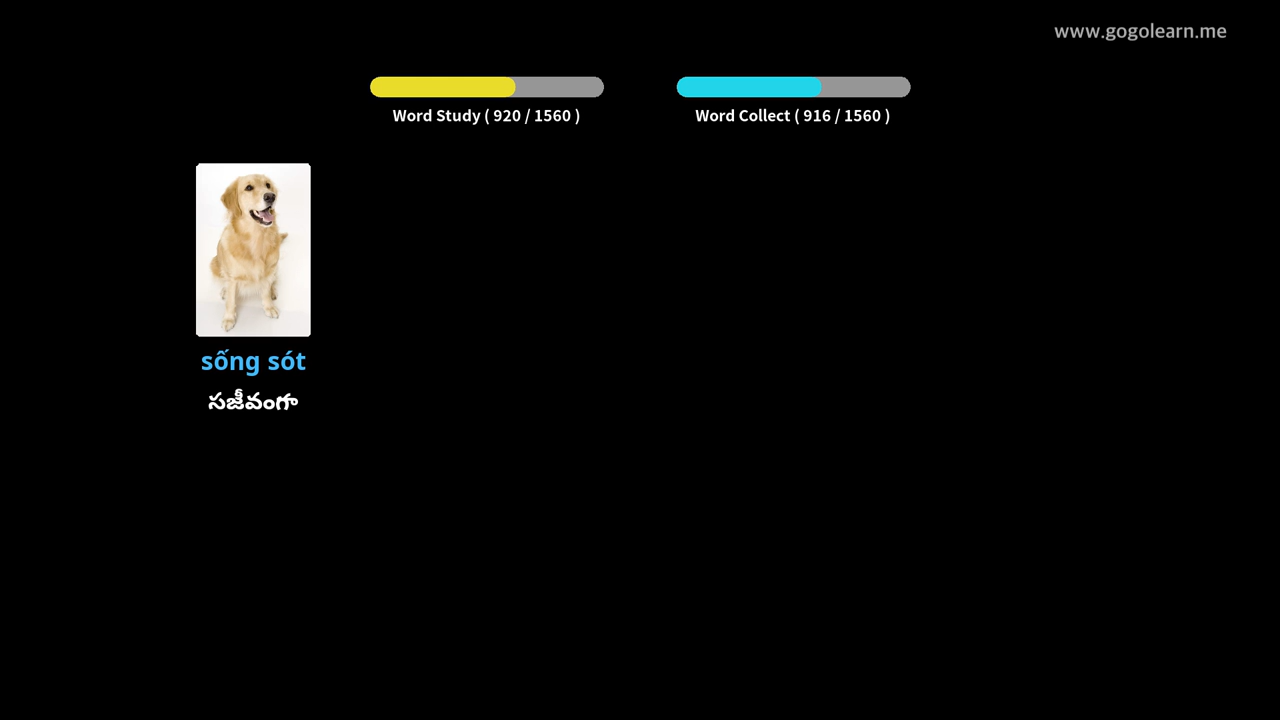 www.gogolearn.me
Word Study ( 920 / 1560 )
Word Collect ( 916 / 1560 )
sống sót
సజీవంగా